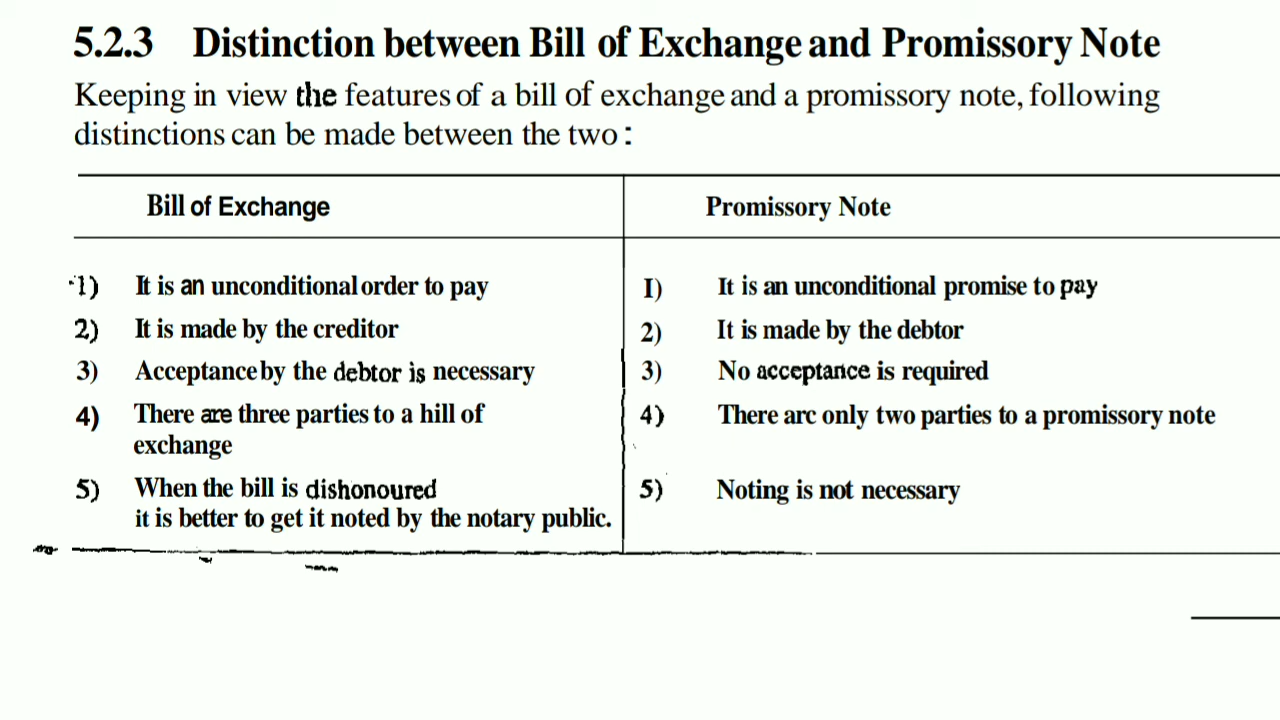 5.2.3 Distinction between Bill of Exchange and Promissory Note
Keeping in view the features of a bill of exchange and a promissory note, following
distinctions can be made between the two :
Bill of Exchange
Promissory Note
1) It is an unconditional order to pay
I) It is an unconditional promise to pay
2) It is made by the creditor
2) It is made by the debtor
3) Acceptance by the debtor is necessary
3) No acceptance is required
4) There are three parties to a hill of
exchange
4) There arc only two parties to a promissory note
5) When the bill is dishonoured
it is better to get it noted by the notary public.
5) Noting is not necessary